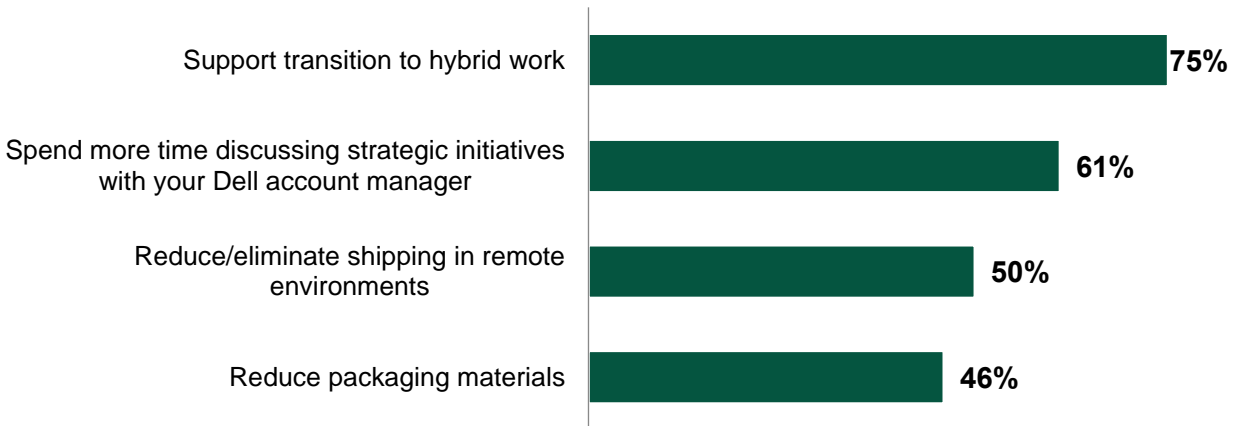 Support transition to hybrid work
75%
Spend more time discussing strategic initiatives
with your Dell account manager
61%
Reduce/eliminate shipping in remote
environments
50%
Reduce packaging materials
46%